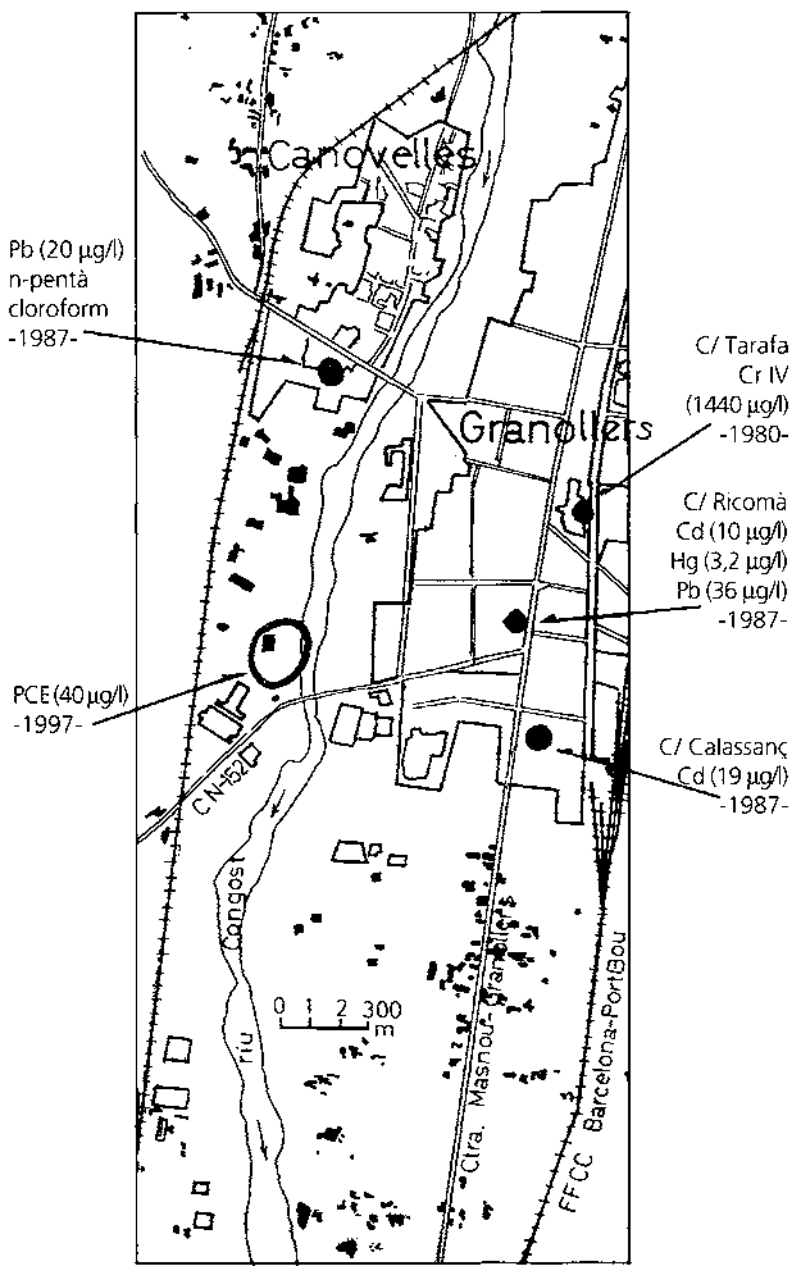 Canovelles
Pb (20 µg/l)
n-pentà
cloroform
-1987-
Granollers
C/ Tarafa
Cr IV
(1440 µg/l)
-1980-
C/ Ricomà
Cd (10 µg/l)
Hg (3,2 µg/l)
Pb (36 µg/l)
-1987-
PCE (40 µg/l)
-1997-
C/ Calassanç
Cd (19 µg/l)
-1987-
CN-152
riu Congost
0 1 2 300
m
Ctra. Masnou-Granollers
FFCC Barcelona-PortBou